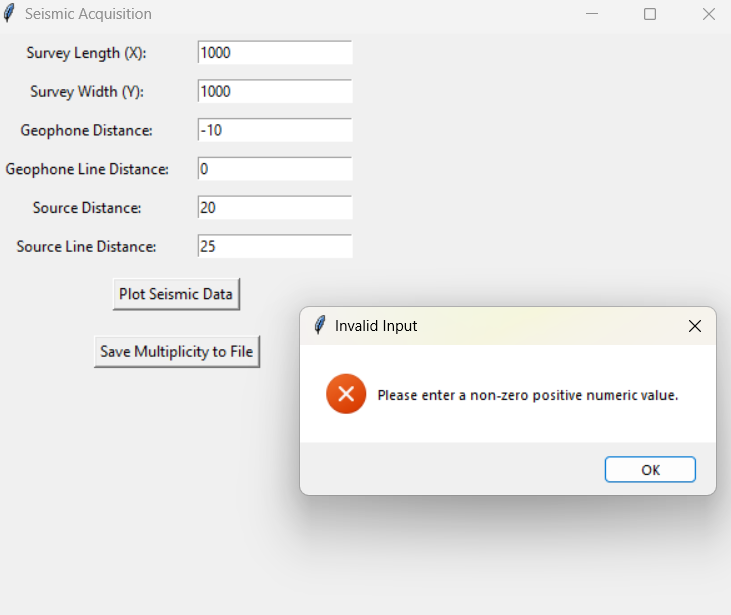 Seismic Acquisition
Survey Length (X): 1000
Survey Width (Y): 1000
Geophone Distance: -10
Geophone Line Distance: 0
Source Distance: 20
Source Line Distance: 25
Plot Seismic Data
Save Multiplicity to File
Invalid Input
Please enter a non-zero positive numeric value.
OK